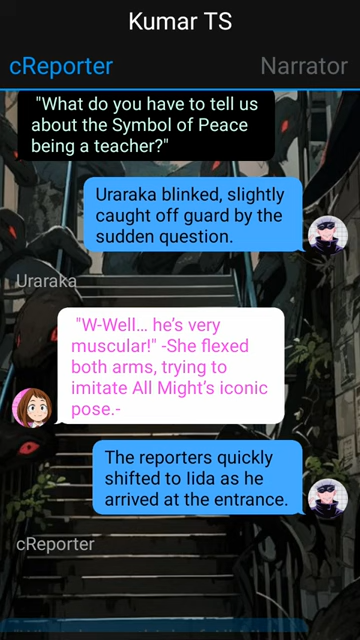 Kumar TS
cReporter
Narrator
"What do you have to tell us
about the Symbol of Peace
being a teacher?"
Uraraka blinked, slightly
caught off guard by the
sudden question.
Uraraka
"W-Well... he's very
muscular!" -She flexed
both arms, trying to
imitate All Might's iconic
pose.-
The reporters quickly
shifted to Iida as he
arrived at the entrance.
cReporter